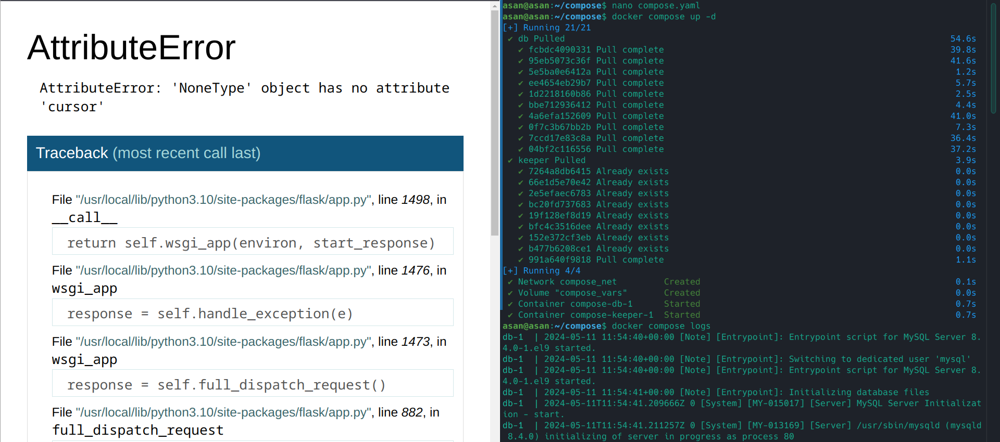 AttributeError
AttributeError: 'NoneType' object has no attribute
'cursor'
Traceback (most recent call last)
File "/usr/local/lib/python3.10/site-packages/flask/app.py", line 1498, in
__call__
return self.wsgi_app(environ, start_response)
File "/usr/local/lib/python3.10/site-packages/flask/app.py", line 1476, in
wsgi_app
response = self.handle_exception(e)
File "/usr/local/lib/python3.10/site-packages/flask/app.py", line 1473, in
wsgi_app
response = self.full_dispatch_request()
File "/usr/local/lib/python3.10/site-packages/flask/app.py", line 882, in
full_dispatch_request
asan@asan:~/compose$ nano compose.yaml
asan@asan:~/compose$ docker compose up -d
[+] Running 21/21
✔ db Pulled 54.6s
✔ fcbdc4090331 Pull complete 39.8s
✔ 95eb5073c36f Pull complete 41.6s
✔ 5e5ba0e6412a Pull complete 1.2s
✔ ee4654eb29b7 Pull complete 5.7s
✔ 1d2218160b86 Pull complete 2.5s
✔ bbe712936412 Pull complete 4.4s
✔ 4a6efa152609 Pull complete 41.0s
✔ 0f7c3b67bb2b Pull complete 7.3s
✔ 7ccd17e83c8a Pull complete 36.4s
✔ 04bf2c116556 Pull complete 37.2s
✔ keeper Pulled 3.9s
✔ 7264a8db6415 Already exists 0.0s
✔ 66e1d5e70e42 Already exists 0.0s
✔ 2e5efaec6783 Already exists 0.0s
✔ bc20fd737683 Already exists 0.0s
✔ 19f128ef8d19 Already exists 0.0s
✔ bfc4c3516dee Already exists 0.0s
✔ 152e372cf3eb Already exists 0.0s
✔ b477b6208ce1 Already exists 0.0s
✔ 991a640f9818 Pull complete 1.1s
[+] Running 4/4
✔ Network compose_net Created 0.1s
✔ Volume "compose_vars" Created 0.0s
✔ Container compose-db-1 Started 0.7s
✔ Container compose-keeper-1 Started 0.7s
asan@asan:~/compose$ docker compose logs
db-1 | 2024-05-11 11:54:40+00:00 [Note] [Entrypoint]: Entrypoint script for MySQL Server 8.
4.0-1.el9 started.
db-1 | 2024-05-11 11:54:40+00:00 [Note] [Entrypoint]: Switching to dedicated user 'mysql'
db-1 | 2024-05-11 11:54:40+00:00 [Note] [Entrypoint]: Entrypoint script for MySQL Server 8.
4.0-1.el9 started.
db-1 | 2024-05-11 11:54:41+00:00 [Note] [Entrypoint]: Initializing database files
db-1 | 2024-05-11T11:54:41.209666Z 0 [System] [MY-015017] [Server] MySQL Server Initializat
ion - start.
db-1 | 2024-05-11T11:54:41.211257Z 0 [System] [MY-013169] [Server] /usr/sbin/mysqld (mysqld
8.4.0) initializing of server in progress as process 80